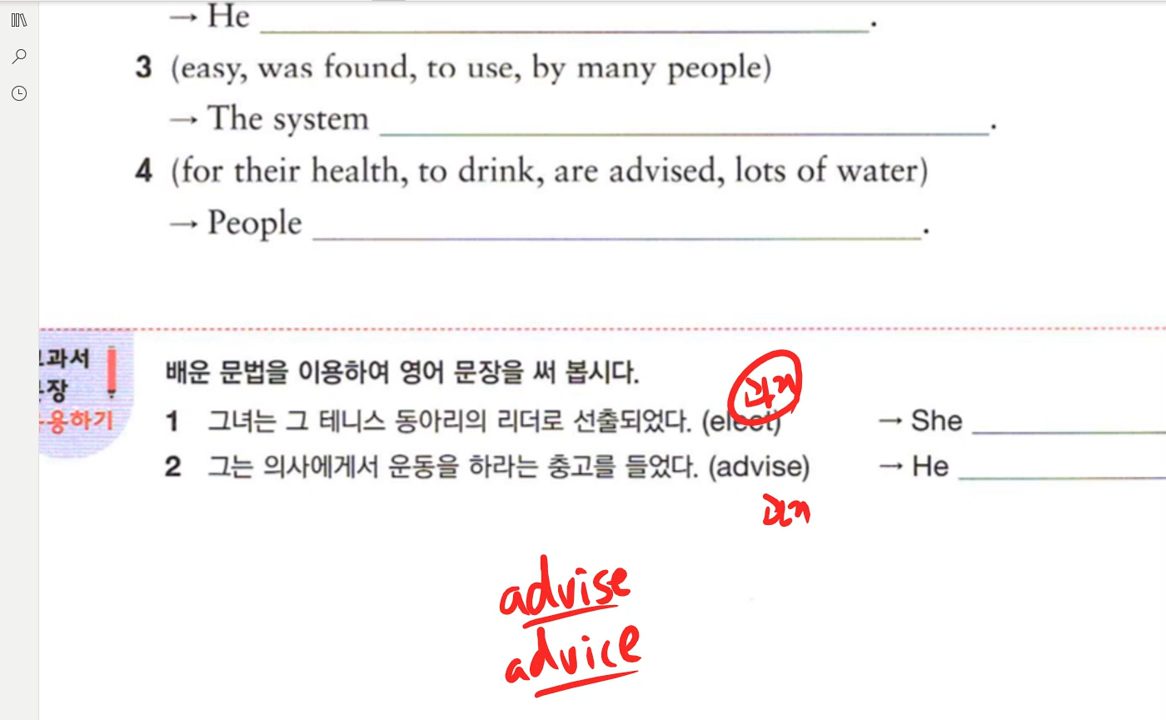 → He ______.
3 (easy, was found, to use, by many people)
→ The system ______.
4 (for their health, to drink, are advised, lots of water)
→ People ______.
과서
장
용하기
배운 문법을 이용하여 영어 문장을 써 봅시다.
과거
1 그녀는 그 테니스 동아리의 리더로 선출되었다. (elect) → She ______
2 그는 의사에게서 운동을 하라는 충고를 들었다. (advise) → He ______
과거
advise
advice